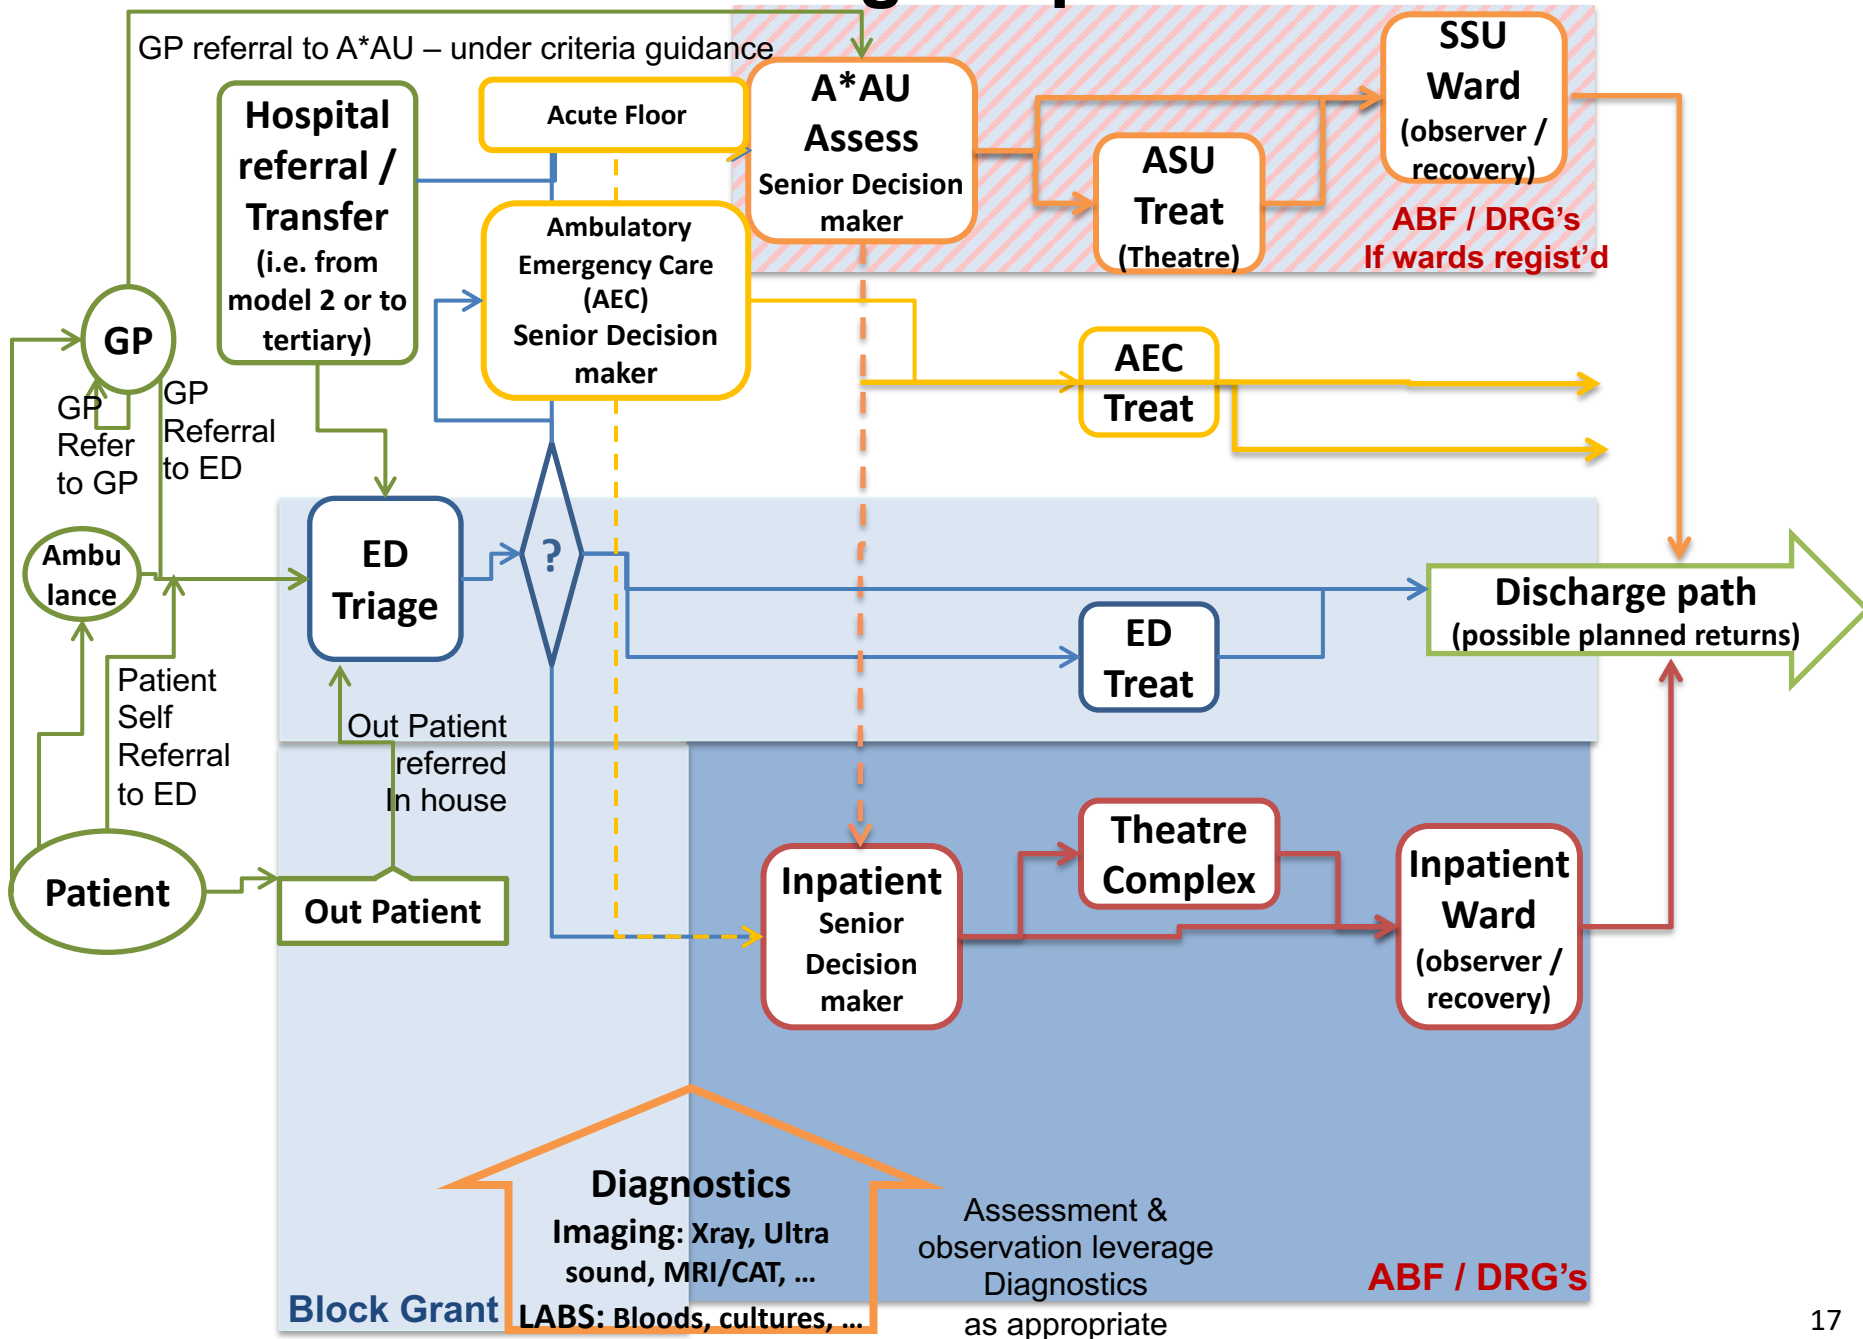 GP referral to A*AU – under criteria guidance
Hospital
referral /
Transfer
(i.e. from
model 2 or to
tertiary)
Acute Floor
A*AU
Assess
Senior Decision
maker
SSU
Ward
(observer /
recovery)
ASU
Treat
(Theatre)
ABF / DRG’s
If wards regist’d
Ambulatory
Emergency Care
(AEC)
Senior Decision
maker
GP
AEC
Treat
GP
Refer
to GP
GP
Referral
to ED
Ambu
lance
ED
Triage
?
Discharge path
(possible planned returns)
ED
Treat
Patient
Self
Referral
to ED
Out Patient
referred
In house
Patient
Out Patient
Inpatient
Senior
Decision
maker
Theatre
Complex
Inpatient
Ward
(observer /
recovery)
Diagnostics
Imaging: Xray, Ultra
sound, MRI/CAT, …
LABS: Bloods, cultures, …
Assessment &
observation leverage
Diagnostics
as appropriate
Block Grant
ABF / DRG’s
17